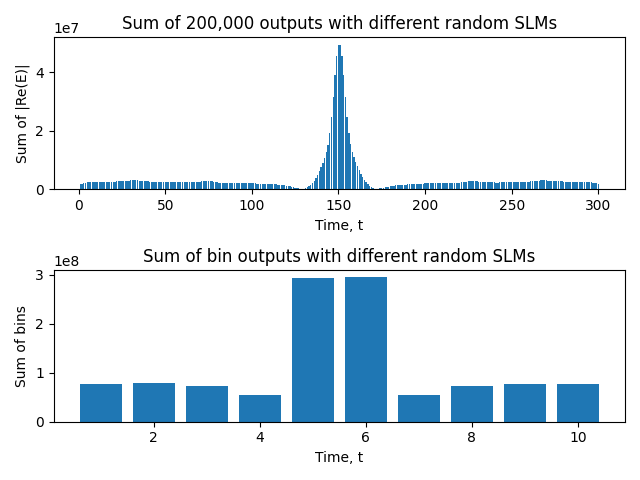 Sum of 200,000 outputs with different random SLMs
1e7
4
2
0
Sum of |Re(E)|
0 50 100 150 200 250 300
Time, t
Sum of bin outputs with different random SLMs
1e8
3
2
1
0
Sum of bins
2 4 6 8 10
Time, t